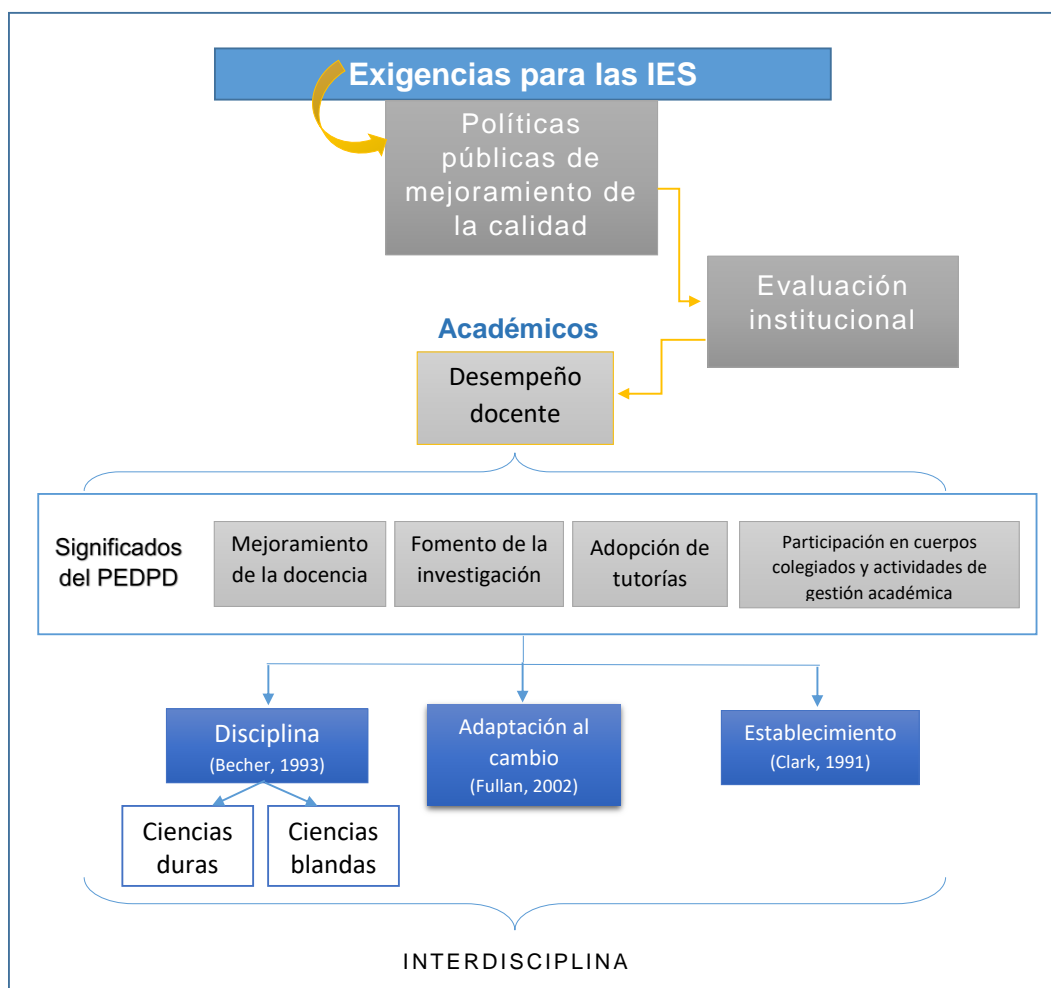 Exigencias para las IES
Políticas
públicas de
mejoramiento de
la calidad
Evaluación
institucional
Académicos
Desempeño
docente
Significados
del PEDPD
Mejoramiento
de la docencia
Fomento de la
investigación
Adopción de
tutorías
Participación en cuerpos
colegiados y actividades de
gestión académica
Disciplina
(Becher, 1993)
Adaptación al
cambio
(Fullan, 2002)
Establecimiento
(Clark, 1991)
Ciencias
duras
Ciencias
blandas
INTERDISCIPLINA